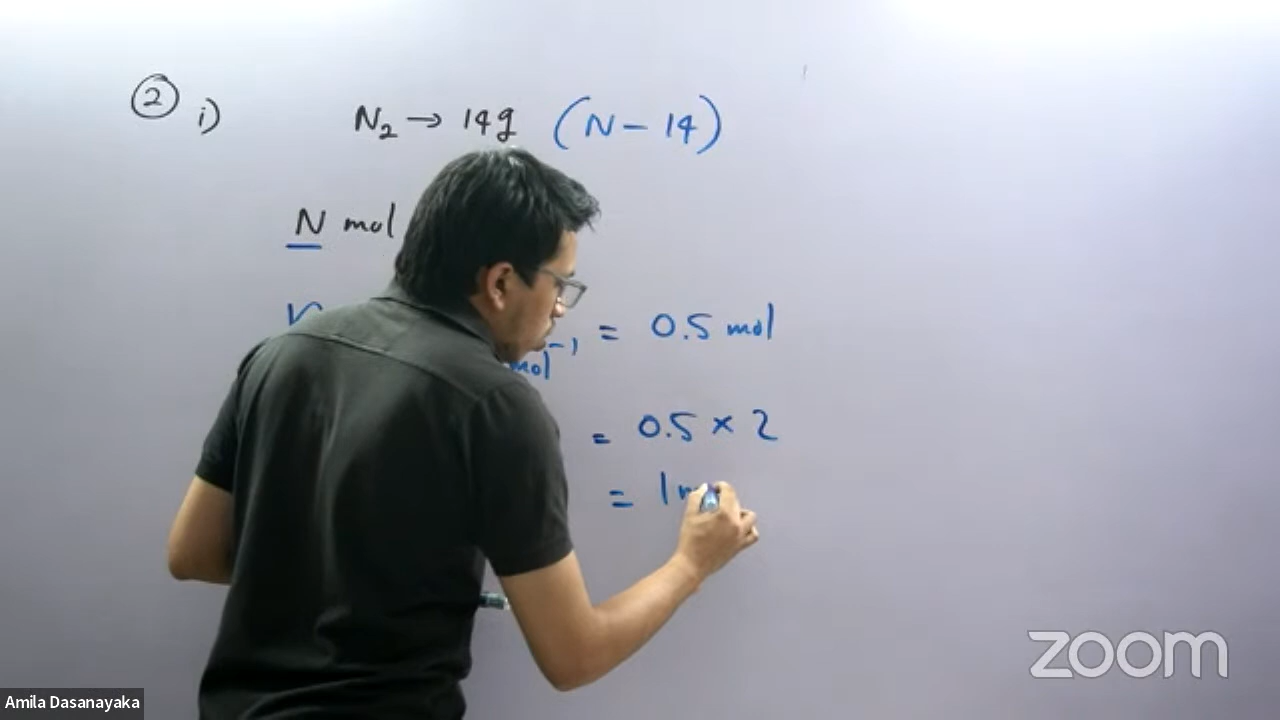 ② i) N₂ → 14g (N – 14)
N mol
mol⁻¹ = 0.5 mol
= 0.5 × 2
= 1
zoom
Amila Dasanayaka